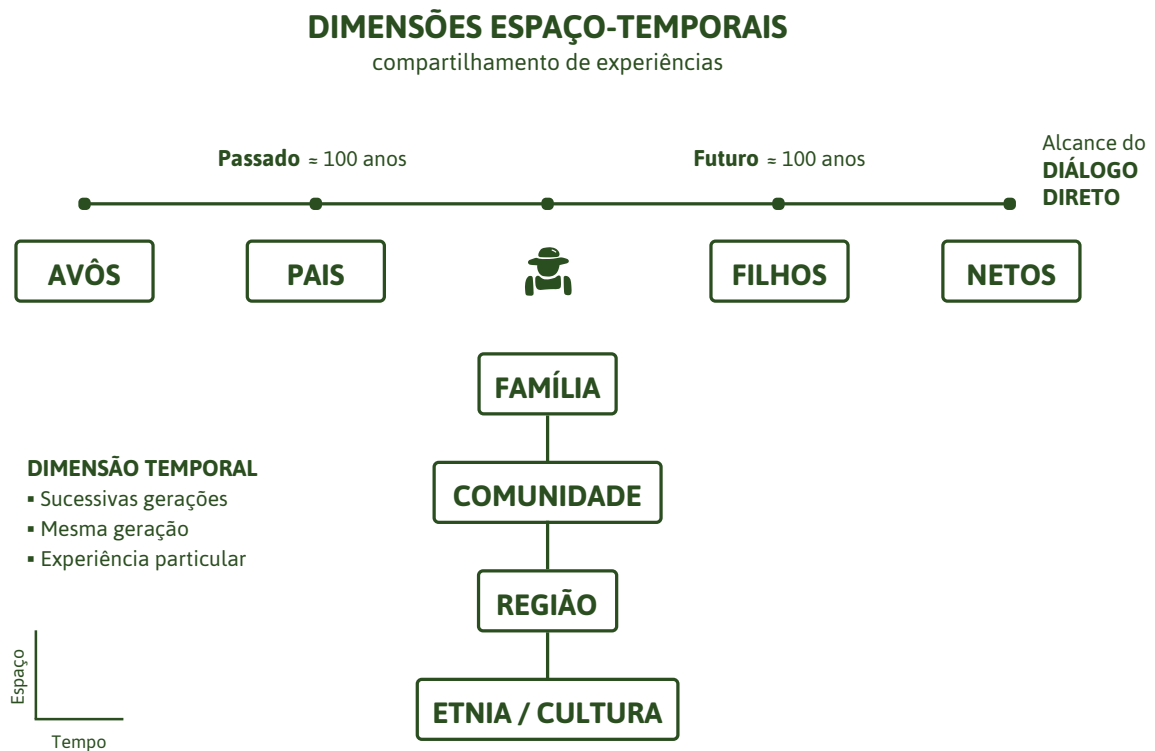 DIMENSÕES ESPAÇO-TEMPORAIS
compartilhamento de experiências
Passado ≈ 100 anos
Futuro ≈ 100 anos
Alcance do
DIÁLOGO
DIRETO
AVÔS
PAIS
FILHOS
NETOS
FAMÍLIA
COMUNIDADE
REGIÃO
ETNIA / CULTURA
DIMENSÃO TEMPORAL
▪ Sucessivas gerações
▪ Mesma geração
▪ Experiência particular
Espaço
Tempo